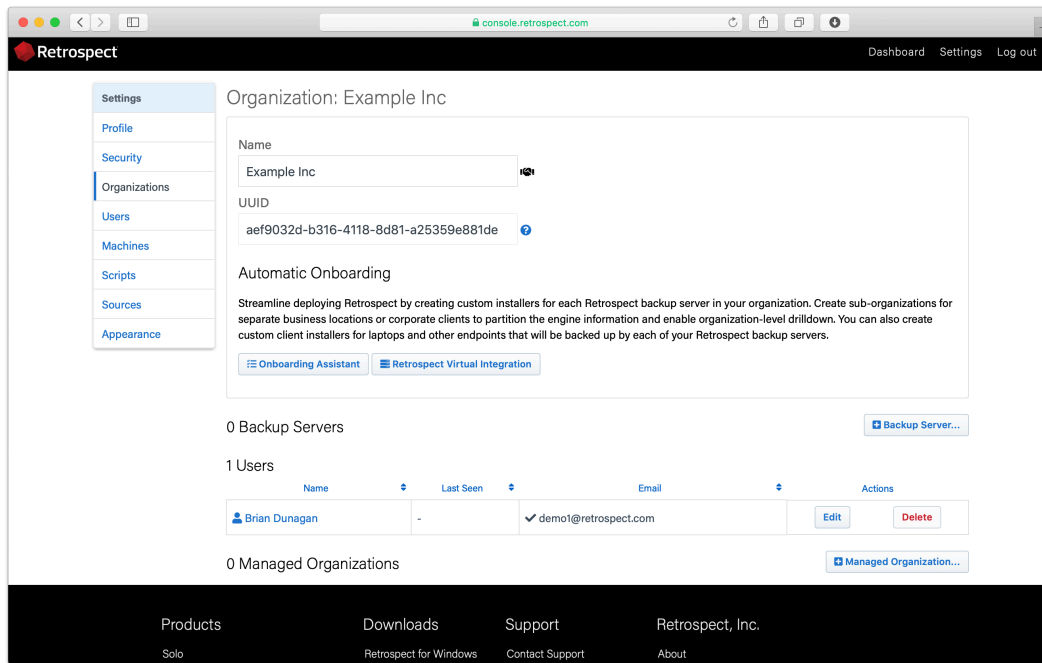 console.retrospect.com
Retrospect
Dashboard Settings Log out
Settings
Profile
Security
Organizations
Users
Machines
Scripts
Sources
Appearance
Organization: Example Inc
Name
Example Inc
UUID
aef9032d-b316-4118-8d81-a25359e881de
Automatic Onboarding
Streamline deploying Retrospect by creating custom installers for each Retrospect backup server in your organization. Create sub-organizations for
separate business locations or corporate clients to partition the engine information and enable organization-level drilldown. You can also create
custom client installers for laptops and other endpoints that will be backed up by each of your Retrospect backup servers.
Onboarding Assistant Retrospect Virtual Integration
0 Backup Servers Backup Server...
1 Users
Name Last Seen Email Actions
Brian Dunagan - demo1@retrospect.com Edit Delete
0 Managed Organizations Managed Organization...
Products Downloads Support Retrospect, Inc.
Solo Retrospect for Windows Contact Support About